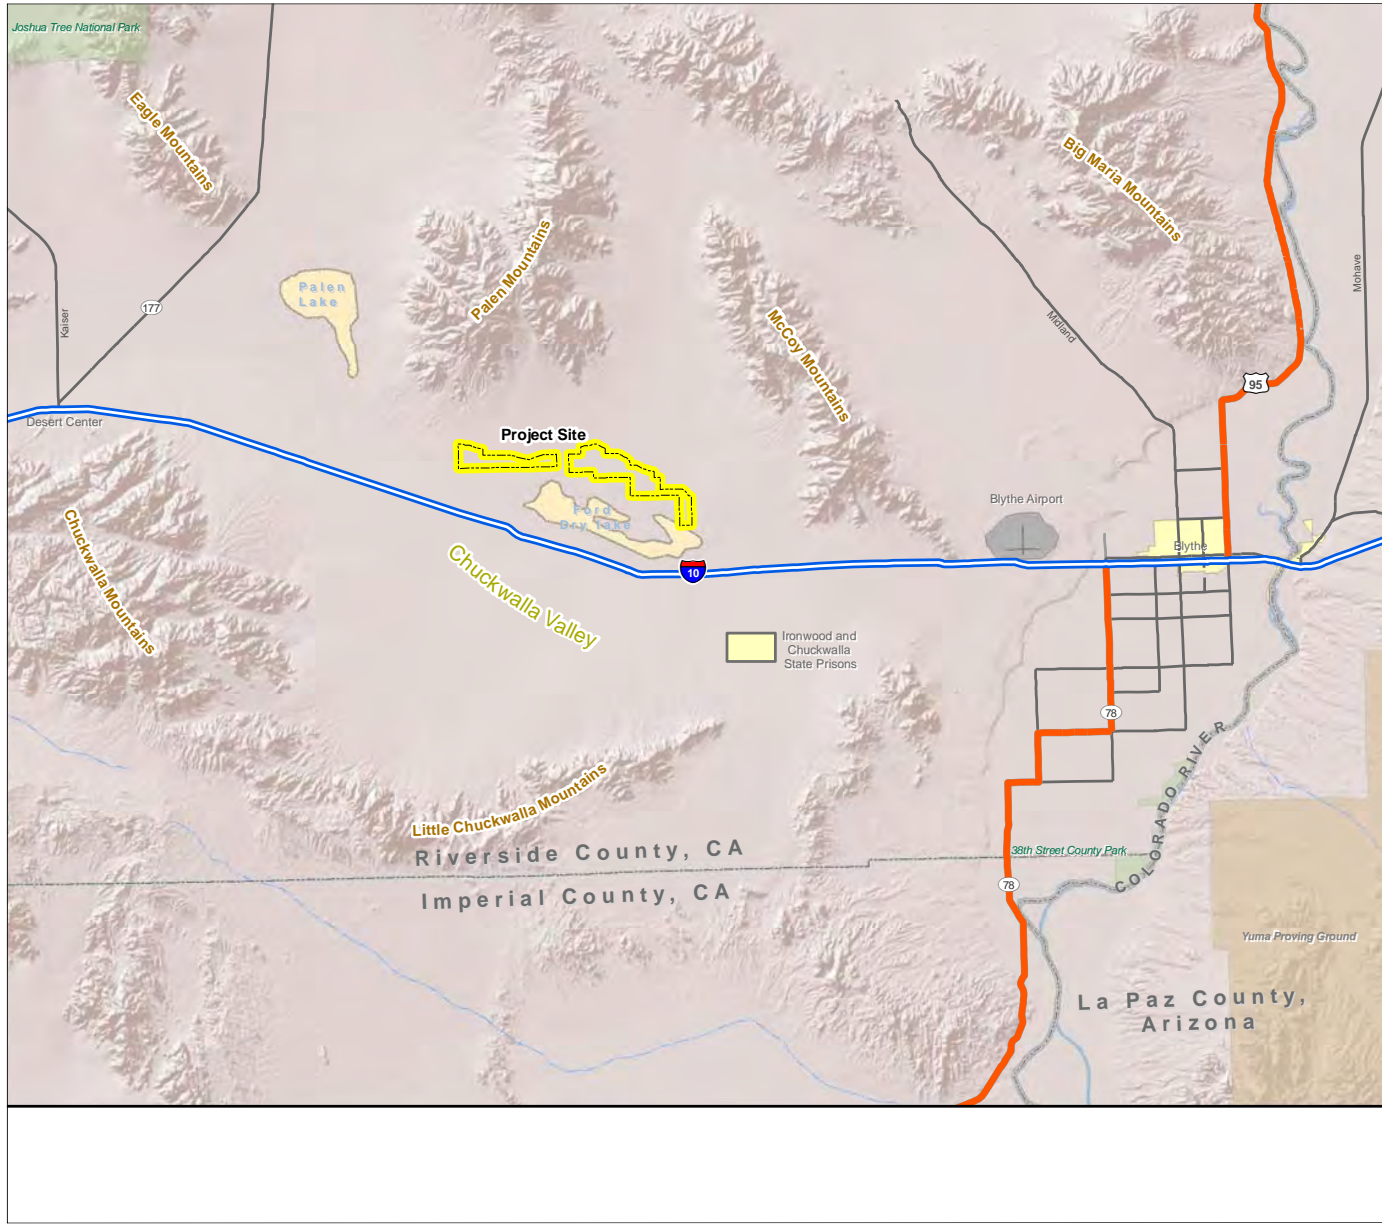 Joshua Tree National Park
Eagle Mountains
Big Maria Mountains
Palen Mountains
Mohave
Palen
Lake
177
Kaiser
McCoy Mountains
Midland
95
Desert Center
Project Site
Blythe Airport
Ford
Dry Lake
Chuckwalla Mountains
Blythe
Chuckwalla Valley
10
Ironwood and
Chuckwalla
State Prisons
78
COLORADO RIVER
Little Chuckwalla Mountains
Riverside County, CA
38th Street County Park
78
Imperial County, CA
Yuma Proving Ground
La Paz County,
Arizona